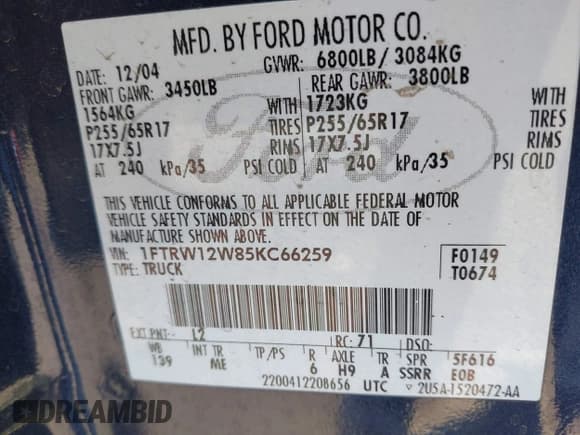 MFD. BY FORD MOTOR CO.
DATE: 12/04 GVWR: 6800LB/ 3084KG
FRONT GAWR: 3450LB REAR GAWR: 3800LB
1564KG WITH 1723KG WITH
P255/65R17 TIRES P255/65R17 TIRES
17X7.5J RIMS 17X7.5J RIMS
AT 240 kPa/35 PSI COLD AT 240 kPa/35 PSI COLD
Ford
THIS VEHICLE CONFORMS TO ALL APPLICABLE FEDERAL MOTOR
VEHICLE SAFETY STANDARDS IN EFFECT ON THE DATE OF
MANUFACTURE SHOWN ABOVE.
VIN: 1FTRW12W85KC66259 F0149
TYPE: TRUCK T0674
EXT PNT: L2 RC: 71 DSO:
WB INT TR TP/PS R AXLE TR SPR 5F616
139 ME 6 H9 A SSRR EOB
2200412208656 UTC ▽ 2U5A-1520472-AA
DREAMBID
.com